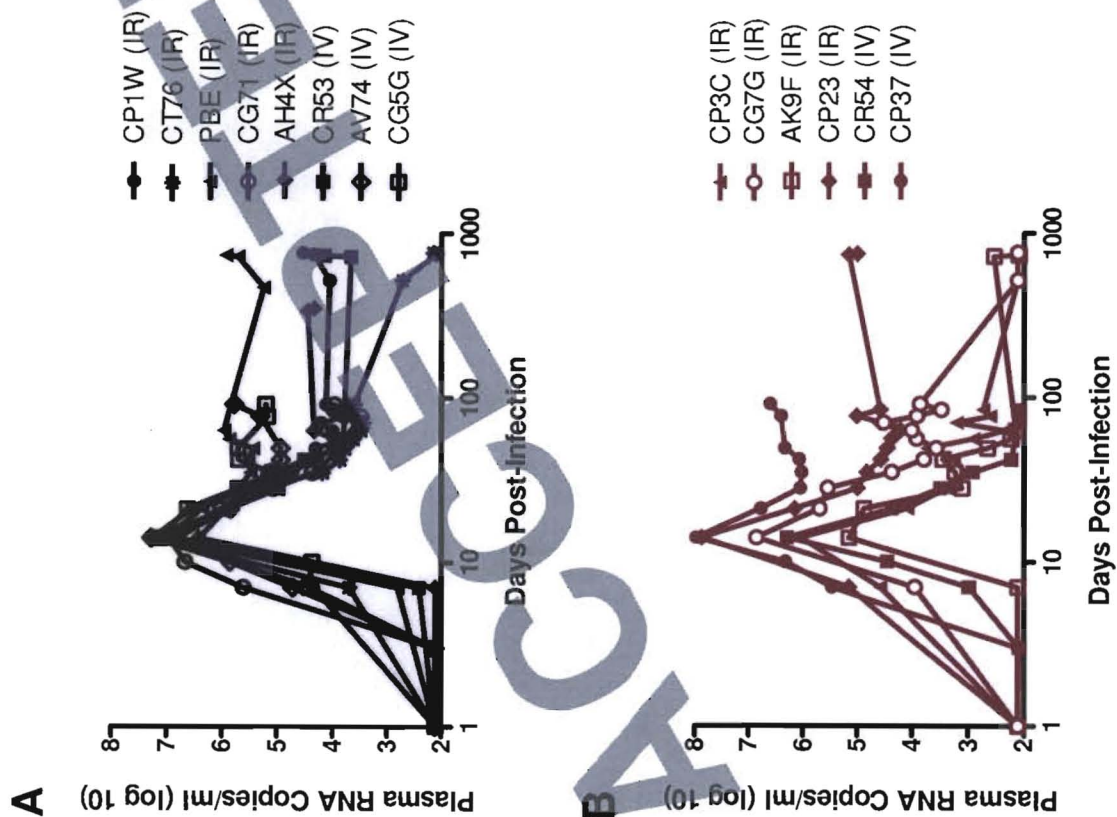 A
Plasma RNA Copies/ml (log 10)
8
7
6
5
4
3
2
1
10
100
1000
Days Post-Infection
CP1W (IR)
CT76 (IR)
PBE (IR)
CG71 (IR)
AH4X (IR)
CR53 (IV)
AV74 (IV)
CG5G (IV)
B
Plasma RNA Copies/ml (log 10)
8
7
6
5
4
3
2
1
10
100
1000
Days Post-Infection
CP3C (IR)
CG7G (IR)
AK9F (IR)
CP23 (IR)
CR54 (IV)
CP37 (IV)
ACCEPTE